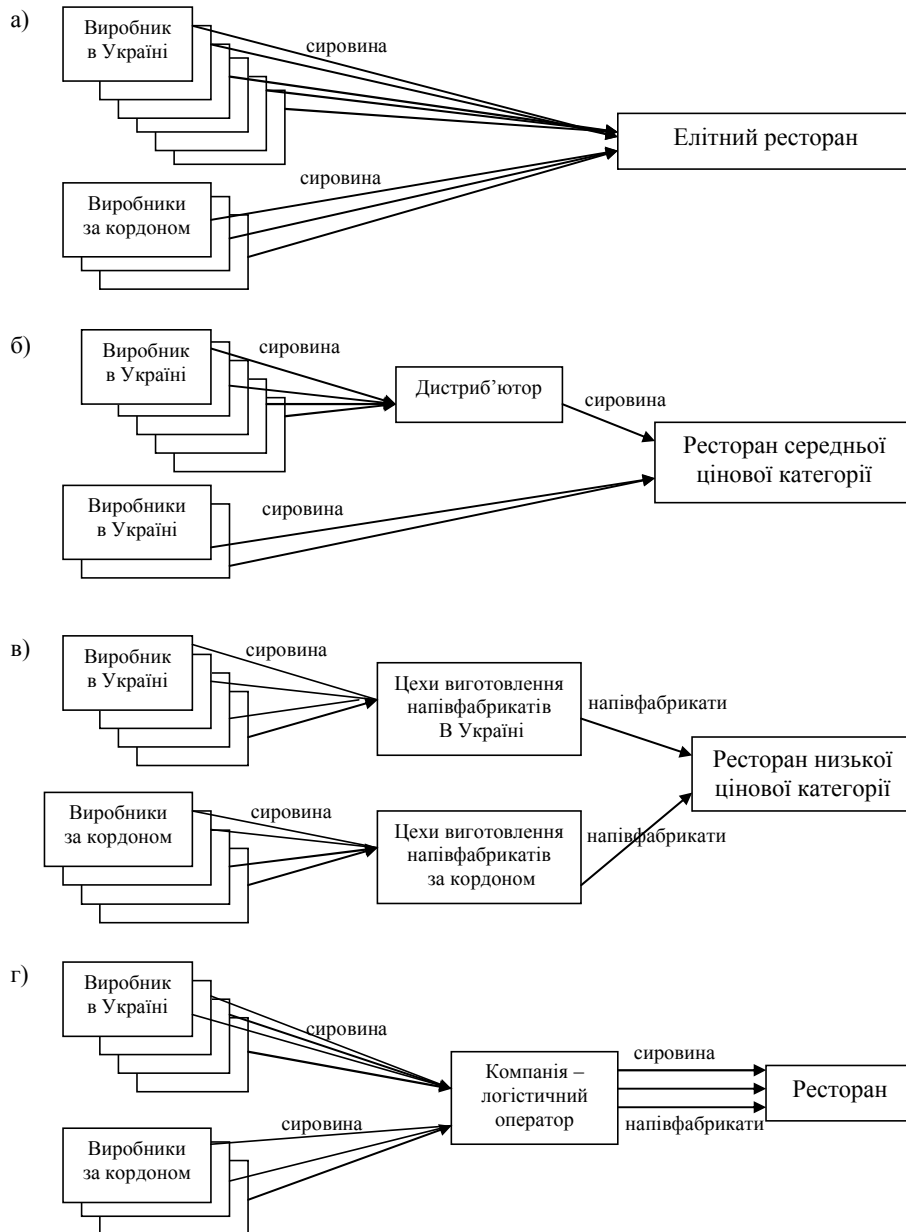 а)
Виробник
в Україні
сировина
Елітний ресторан
сировина
Виробники
за кордоном
б)
Виробник
в Україні
сировина
Дистриб’ютор
сировина
Ресторан середньої
цінової категорії
Виробники
в Україні
сировина
в)
Виробник
в Україні
сировина
Цехи виготовлення
напівфабрикатів
В Україні
напівфабрикати
Ресторан низької
цінової категорії
Виробники
за кордоном
сировина
Цехи виготовлення
напівфабрикатів
за кордоном
напівфабрикати
г)
Виробник
в Україні
сировина
Компанія –
логістичний
оператор
сировина
Ресторан
напівфабрикати
сировина
Виробники
за кордоном